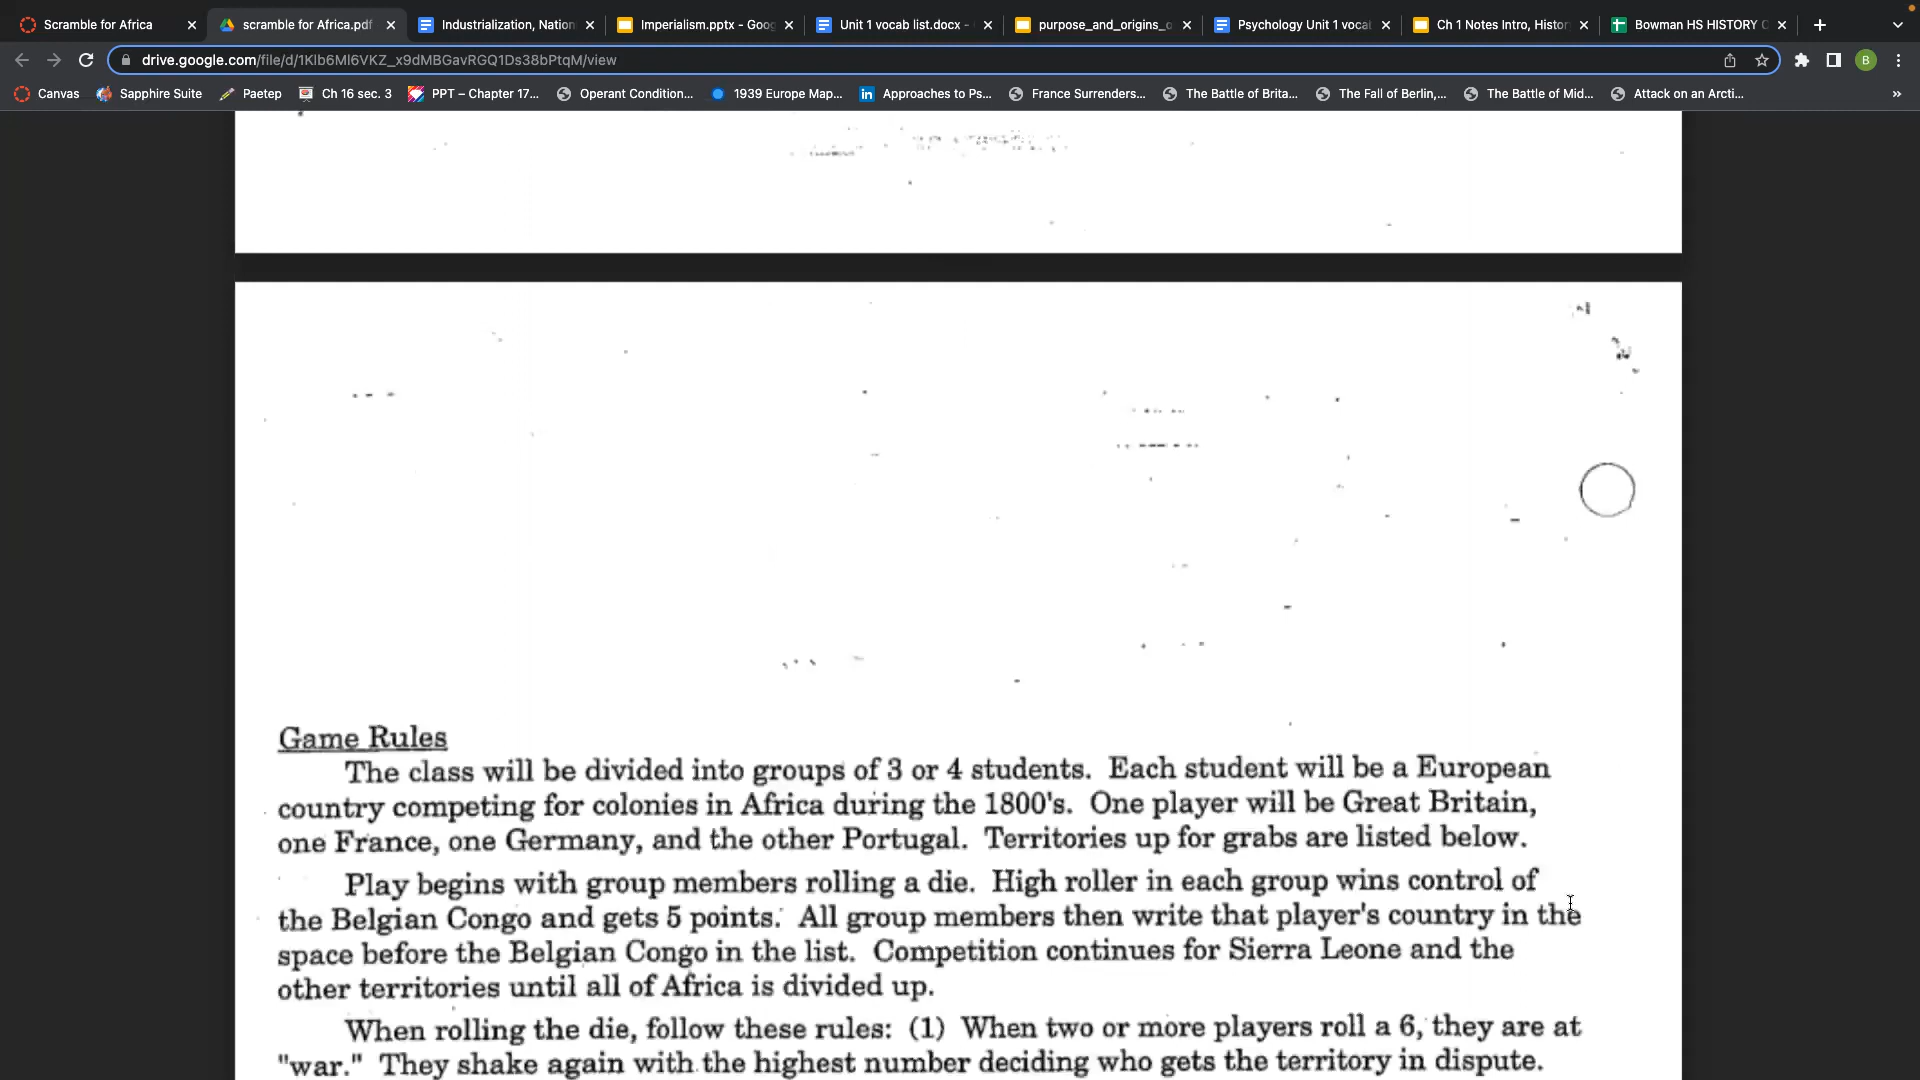 Scramble for Africa
scramble for Africa.pdf
Industrialization, Nation
Imperialism.pptx - Goog
Unit 1 vocab list.docx -
purpose_and_origins_o
Psychology Unit 1 vocab
Ch 1 Notes Intro, Histor
Bowman HS HISTORY C
drive.google.com/file/d/1Klb6Ml6VKZ_x9dMBGavRGQ1Ds38bPtqM/view
B
Canvas
Sapphire Suite
Paetep
Ch 16 sec. 3
PPT – Chapter 17...
Operant Condition...
1939 Europe Map...
Approaches to Ps...
France Surrenders...
The Battle of Brita...
The Fall of Berlin,...
The Battle of Mid...
Attack on an Arcti...
Game Rules
The class will be divided into groups of 3 or 4 students. Each student will be a European
country competing for colonies in Africa during the 1800's. One player will be Great Britain,
one France, one Germany, and the other Portugal. Territories up for grabs are listed below.
Play begins with group members rolling a die. High roller in each group wins control of
the Belgian Congo and gets 5 points. All group members then write that player's country in the
space before the Belgian Congo in the list. Competition continues for Sierra Leone and the
other territories until all of Africa is divided up.
When rolling the die, follow these rules: (1) When two or more players roll a 6, they are at
"war." They shake again with the highest number deciding who gets the territory in dispute.